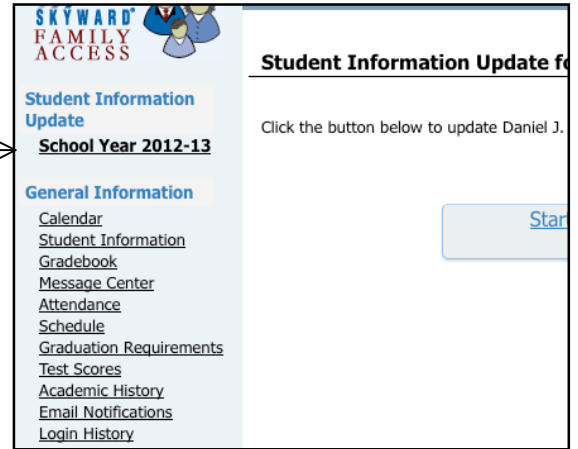 SKYWARD®
FAMILY
ACCESS
Student Information
Update
School Year 2012-13
General Information
Calendar
Student Information
Gradebook
Message Center
Attendance
Schedule
Graduation Requirements
Test Scores
Academic History
Email Notifications
Login History
Student Information Update
Click the button below to update Daniel J.